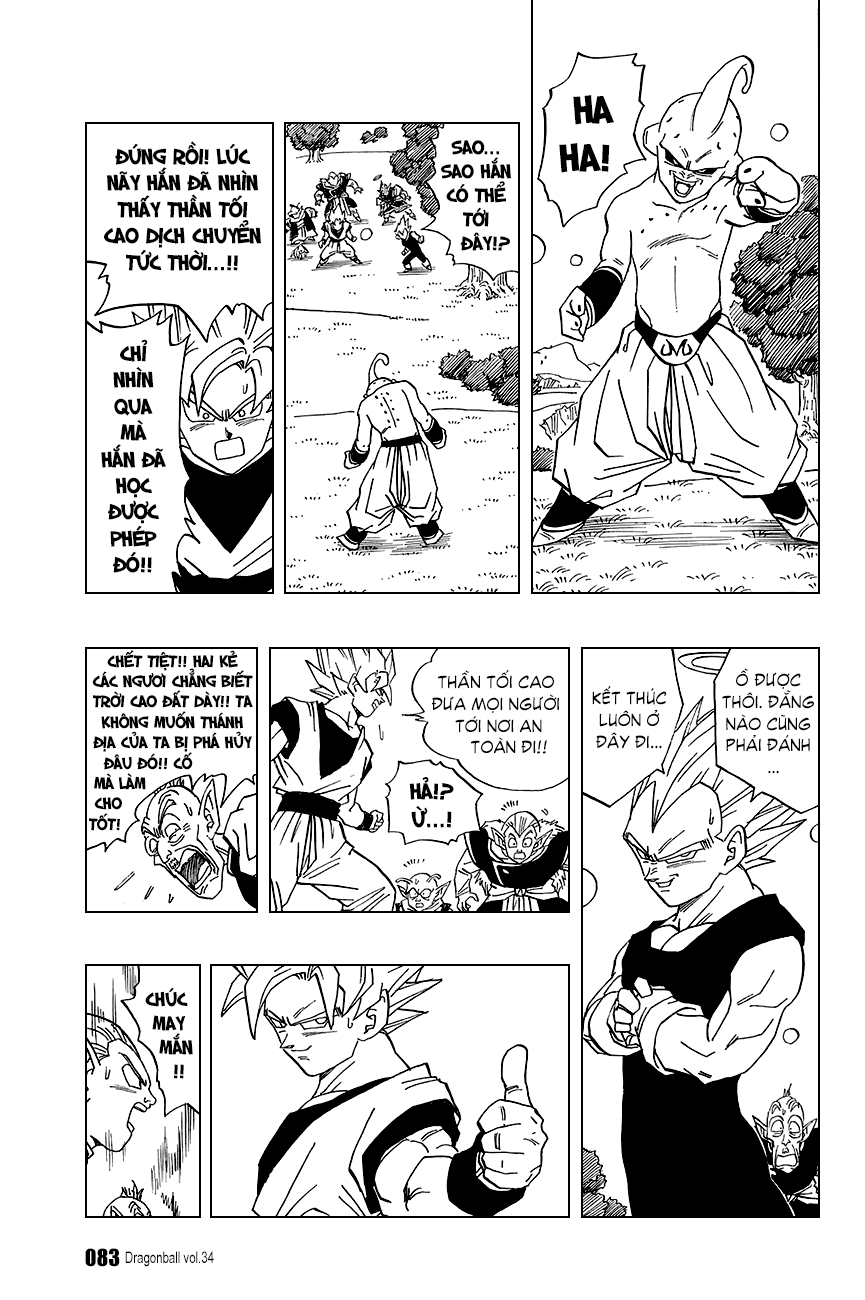 HA
HA!
SAO...
SAO HẮN
CÓ THỂ
TỚI
ĐÂY!?
ĐÚNG RỒI! LÚC
NÃY HẮN ĐÃ NHÌN
THẤY THẦN TỐI
CAO DỊCH CHUYỂN
TỨC THỜI...!!
CHỈ
NHÌN
QUA
MÀ
HẮN ĐÃ
HỌC
ĐƯỢC
PHÉP
ĐÓ!!
Ồ ĐƯỢC
THÔI. ĐẰNG
NÀO CŨNG
PHẢI ĐÁNH
...
KẾT THÚC
LUÔN Ở
ĐÂY ĐI...
THẦN TỐI CAO
ĐƯA MỌI NGƯỜI
TỚI NƠI AN
TOÀN ĐI!!
HẢ!?
Ừ...!
CHẾT TIỆT!! HAI KẺ
CÁC NGƯƠI CHẲNG BIẾT
TRỜI CAO ĐẤT DÀY!! TA
KHÔNG MUỐN THÁNH
ĐỊA CỦA TA BỊ PHÁ HỦY
ĐÂU ĐÓ!! CỐ
MÀ LÀM
CHO
TỐT!
CHÚC
MAY
MẮN
!!
083 Dragonball vol.34